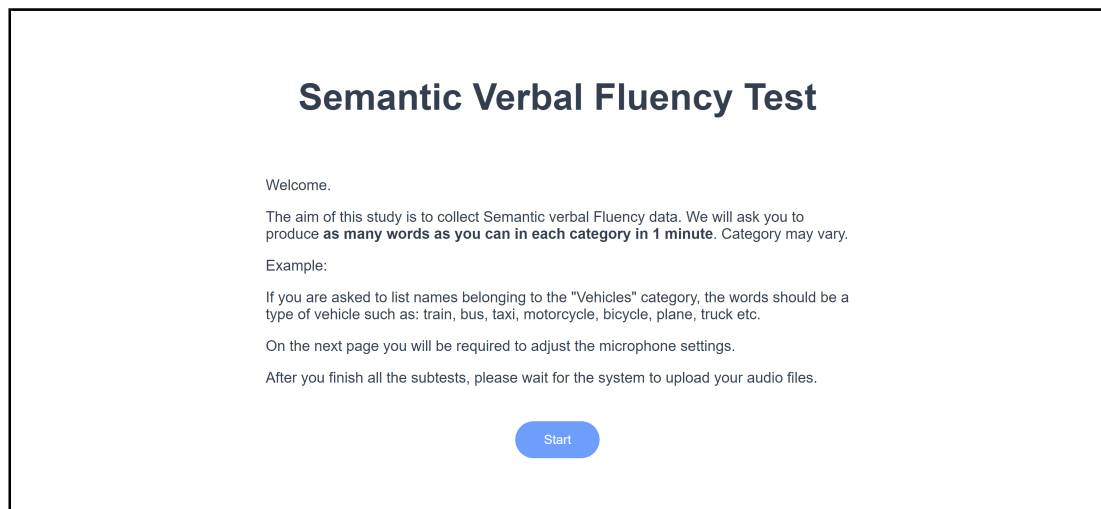 Semantic Verbal Fluency Test
Welcome.
The aim of this study is to collect Semantic verbal Fluency data. We will ask you to
produce as many words as you can in each category in 1 minute. Category may vary.
Example:
If you are asked to list names belonging to the "Vehicles" category, the words should be a
type of vehicle such as: train, bus, taxi, motorcycle, bicycle, plane, truck etc.
On the next page you will be required to adjust the microphone settings.
After you finish all the subtests, please wait for the system to upload your audio files.
Start